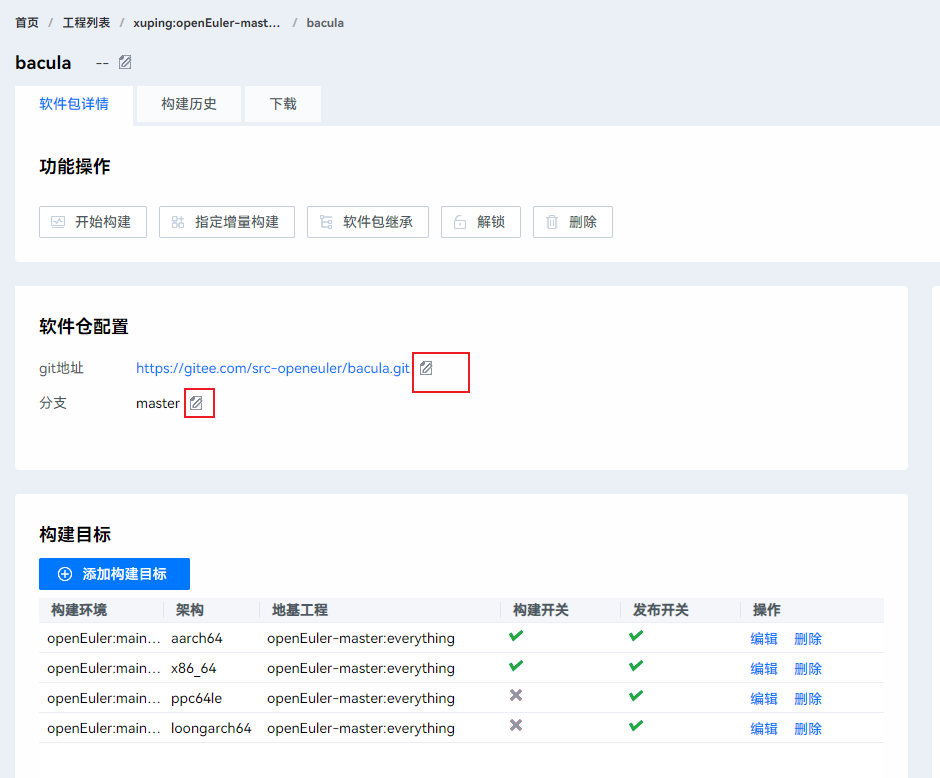 首页 / 工程列表 / xuping:openEuler-mast... / bacula
bacula --
软件包详情 构建历史 下载
功能操作
开始构建 指定增量构建 软件包继承 解锁 删除
软件仓配置
git地址 https://gitee.com/src-openeuler/bacula.git
分支 master
构建目标
添加构建目标
构建环境 架构 地基工程 构建开关 发布开关 操作
openEuler:main... aarch64 openEuler-master:everything 编辑 删除
openEuler:main... x86_64 openEuler-master:everything 编辑 删除
openEuler:main... ppc64le openEuler-master:everything 编辑 删除
openEuler:main... loongarch64 openEuler-master:everything 编辑 删除